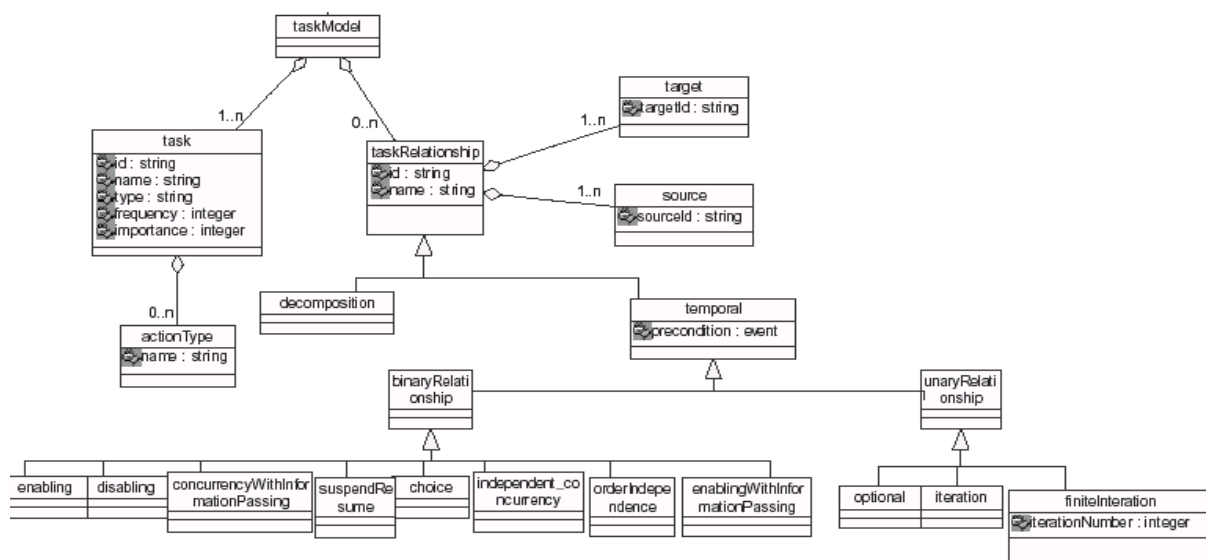 taskModel
target
targetId : string
1..n
1..n
0..n
task
id : string
name : string
type : string
frequency : integer
importance : integer
taskRelationship
id : string
name : string
1..n
source
sourceId : string
decomposition
temporal
precondition : event
0..n
actionType
name : string
binaryRelati
onship
unaryRelati
onship
enabling
disabling
concurrencyWithInfor
mationPassing
suspendRe
sume
choice
independent_co
ncurrency
orderIndepe
ndence
enablingWithInfor
mationPassing
optional
iteration
finiteInteration
iterationNumber : integer